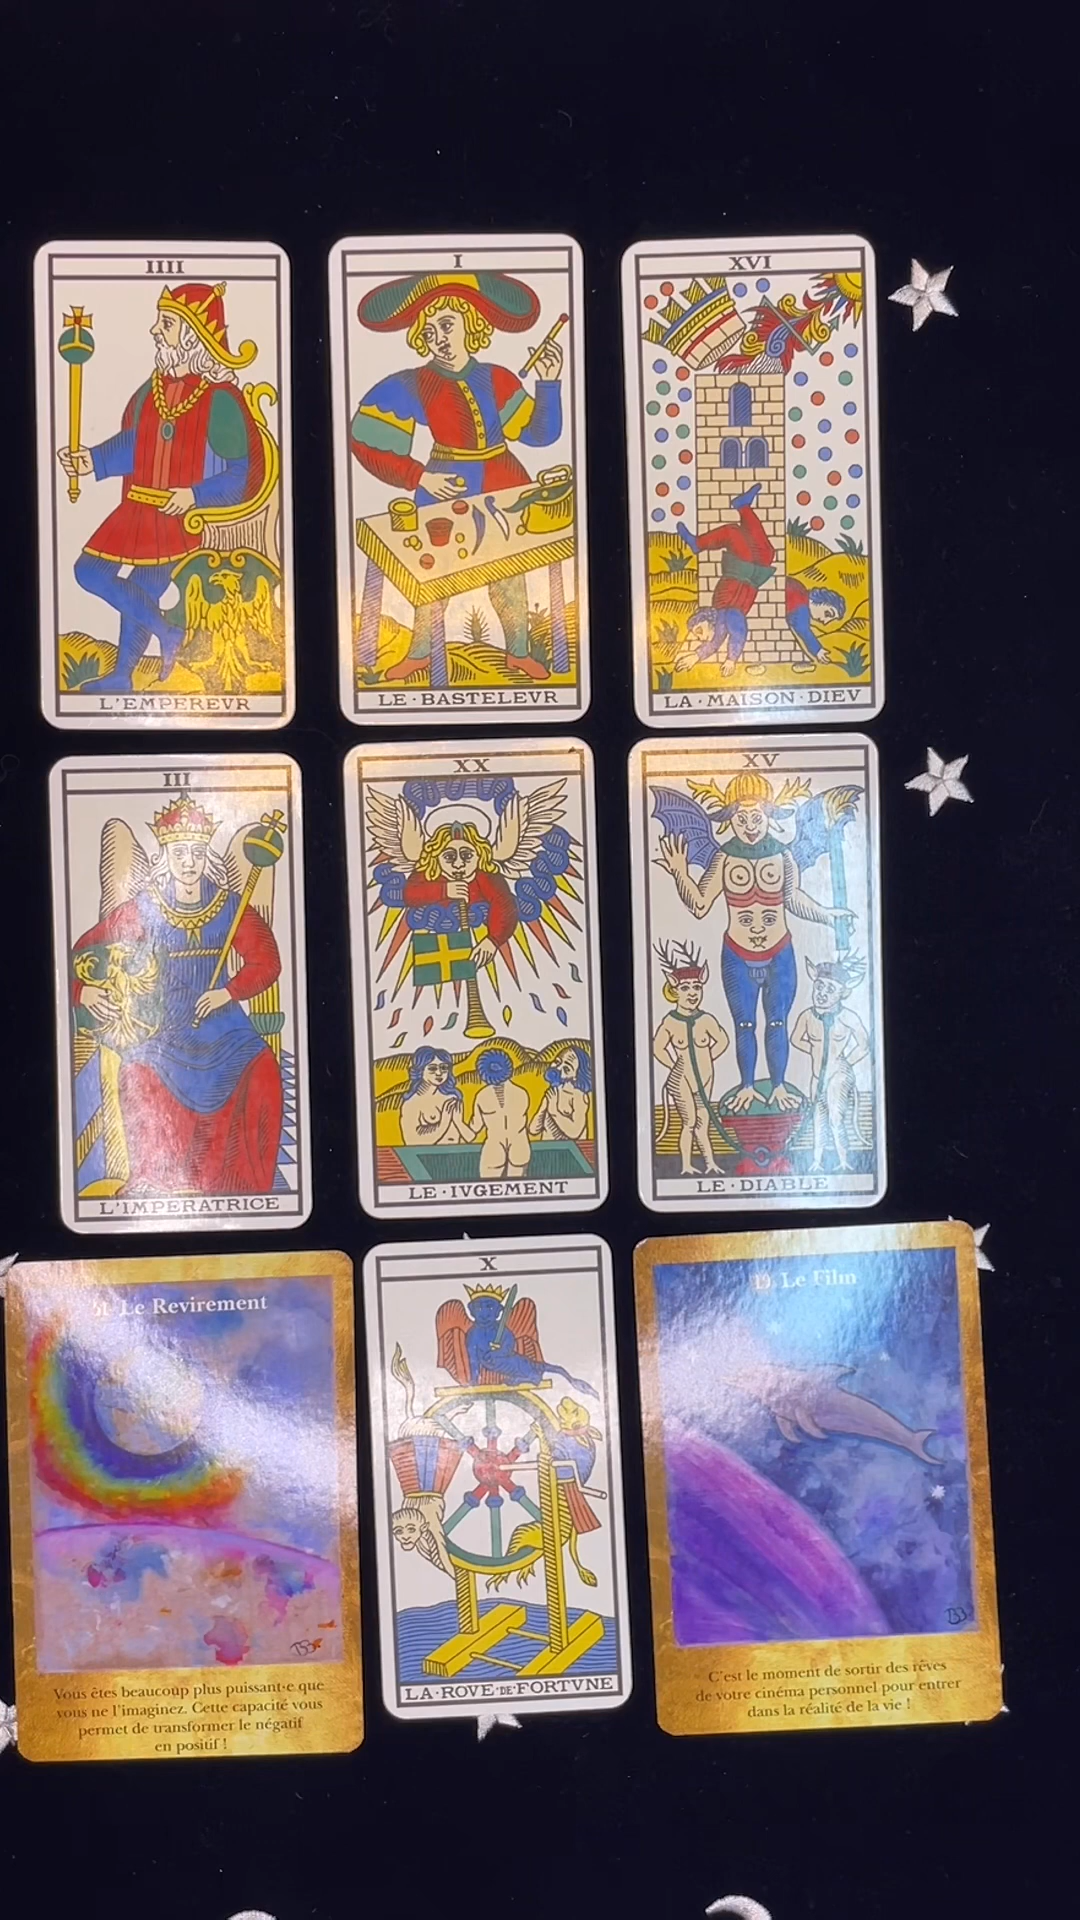 IIII
L'EMPEREVR
I
LE·BASTELEVR
XVI
LA·MAISON·DIEV
III
L'IMPERATRICE
XX
LE·IVGEMENT
XV
LE·DIABLE
51. Le Revirement
Vous êtes beaucoup plus puissant·e que
vous ne l'imaginez. Cette capacité vous
permet de transformer le négatif
en positif !
X
LA·ROVE·DE·FORTVNE
Le Film
C'est le moment de sortir des rêves
de votre cinéma personnel pour entrer
dans la réalité de la vie !